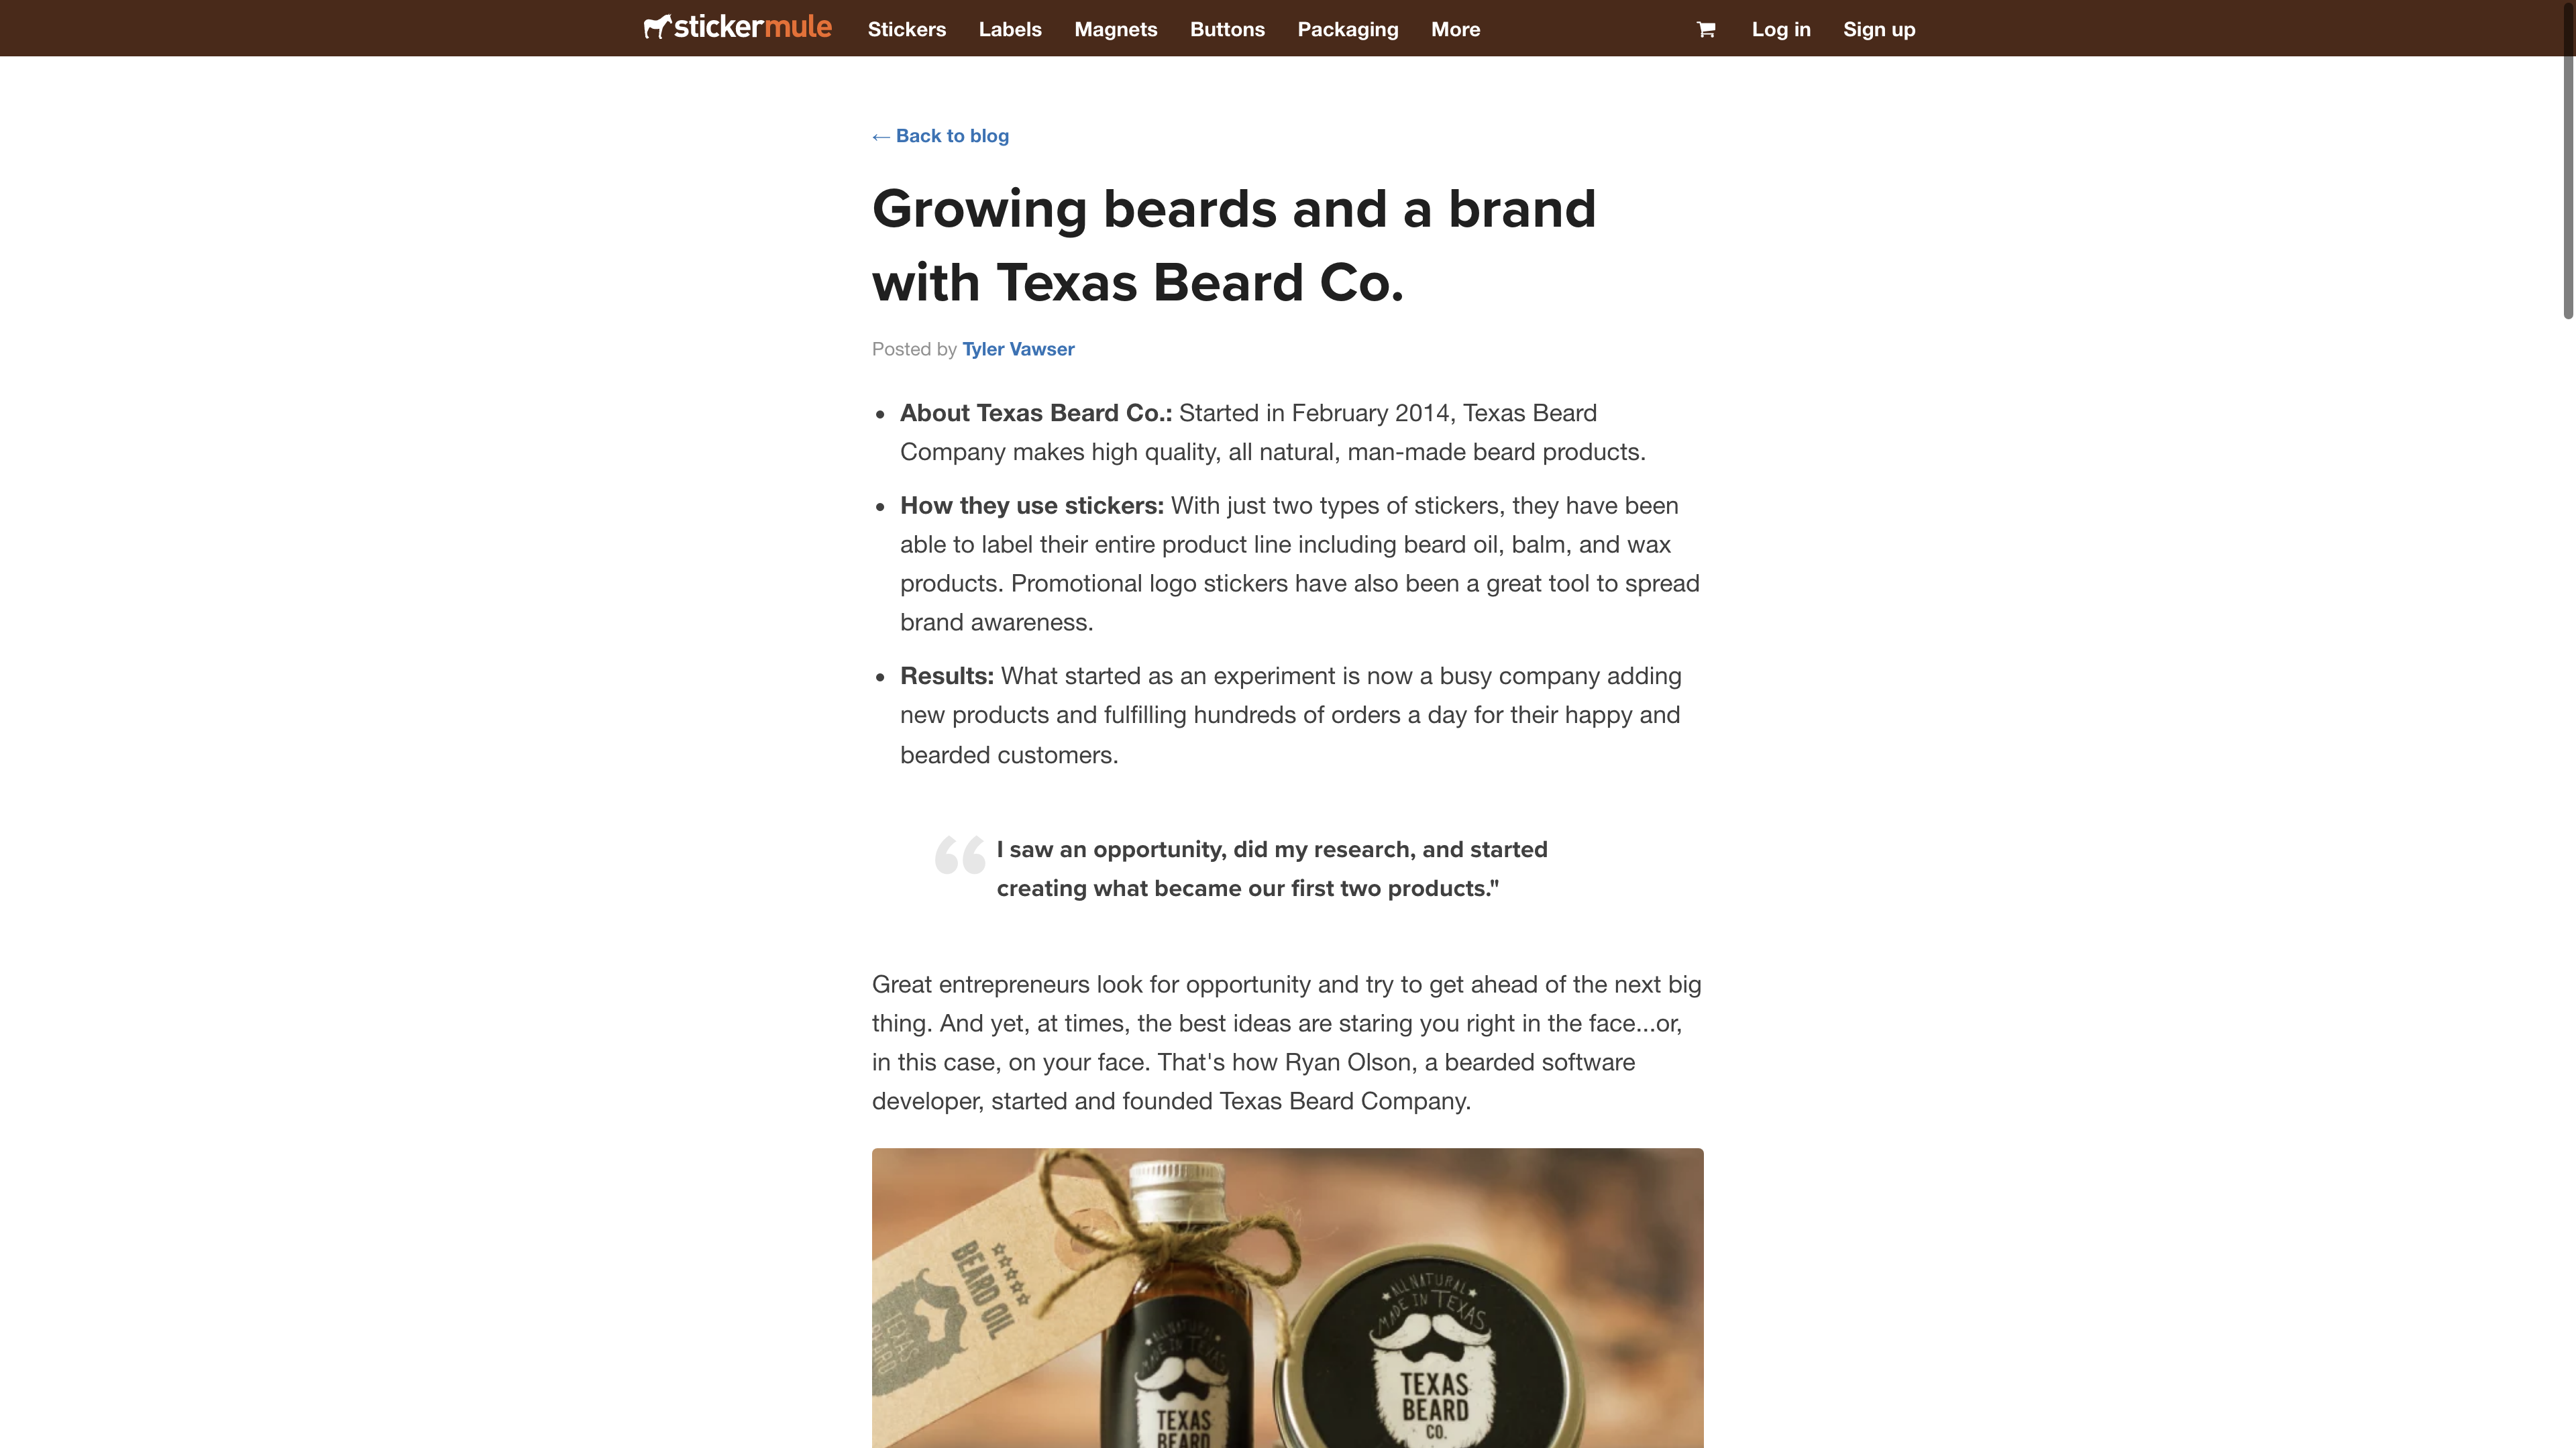 stickermule Stickers Labels Magnets Buttons Packaging More Log in Sign up
← Back to blog
Growing beards and a brand
with Texas Beard Co.
Posted by Tyler Vawser
• About Texas Beard Co.: Started in February 2014, Texas Beard
Company makes high quality, all natural, man-made beard products.
• How they use stickers: With just two types of stickers, they have been
able to label their entire product line including beard oil, balm, and wax
products. Promotional logo stickers have also been a great tool to spread
brand awareness.
• Results: What started as an experiment is now a busy company adding
new products and fulfilling hundreds of orders a day for their happy and
bearded customers.
“I saw an opportunity, did my research, and started
creating what became our first two products."
Great entrepreneurs look for opportunity and try to get ahead of the next big
thing. And yet, at times, the best ideas are staring you right in the face...or,
in this case, on your face. That's how Ryan Olson, a bearded software
developer, started and founded Texas Beard Company.
BEARD OIL
TEXAS
BEARD
ALL NATURAL
MADE IN TEXAS
TEXAS
BEARD
ALL NATURAL
MADE IN TEXAS
TEXAS
BEARD
CO.